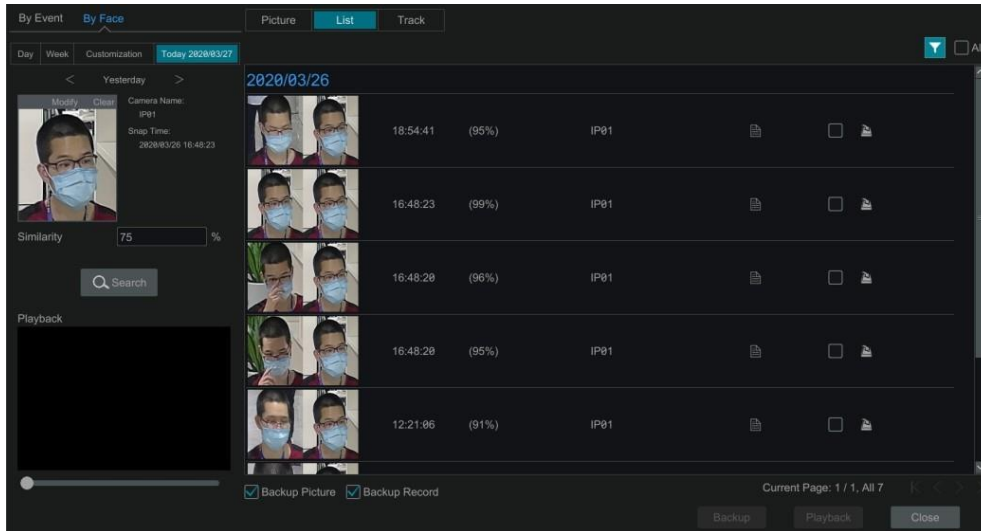 By Event By Face
Picture List Track
Day Week Customization Today 2020/03/27
All
< Yesterday >
2020/03/26
Modify Clear
Camera Name:
IP01
Snap Time:
2020/03/26 16:48:23
18:54:41 (95%) IP01
16:48:23 (99%) IP01
Similarity 75 %
Search
16:48:20 (96%) IP01
Playback
16:48:20 (95%) IP01
12:21:06 (91%) IP01
Backup Picture Backup Record
Current Page: 1 / 1, All 7
Backup Playback Close